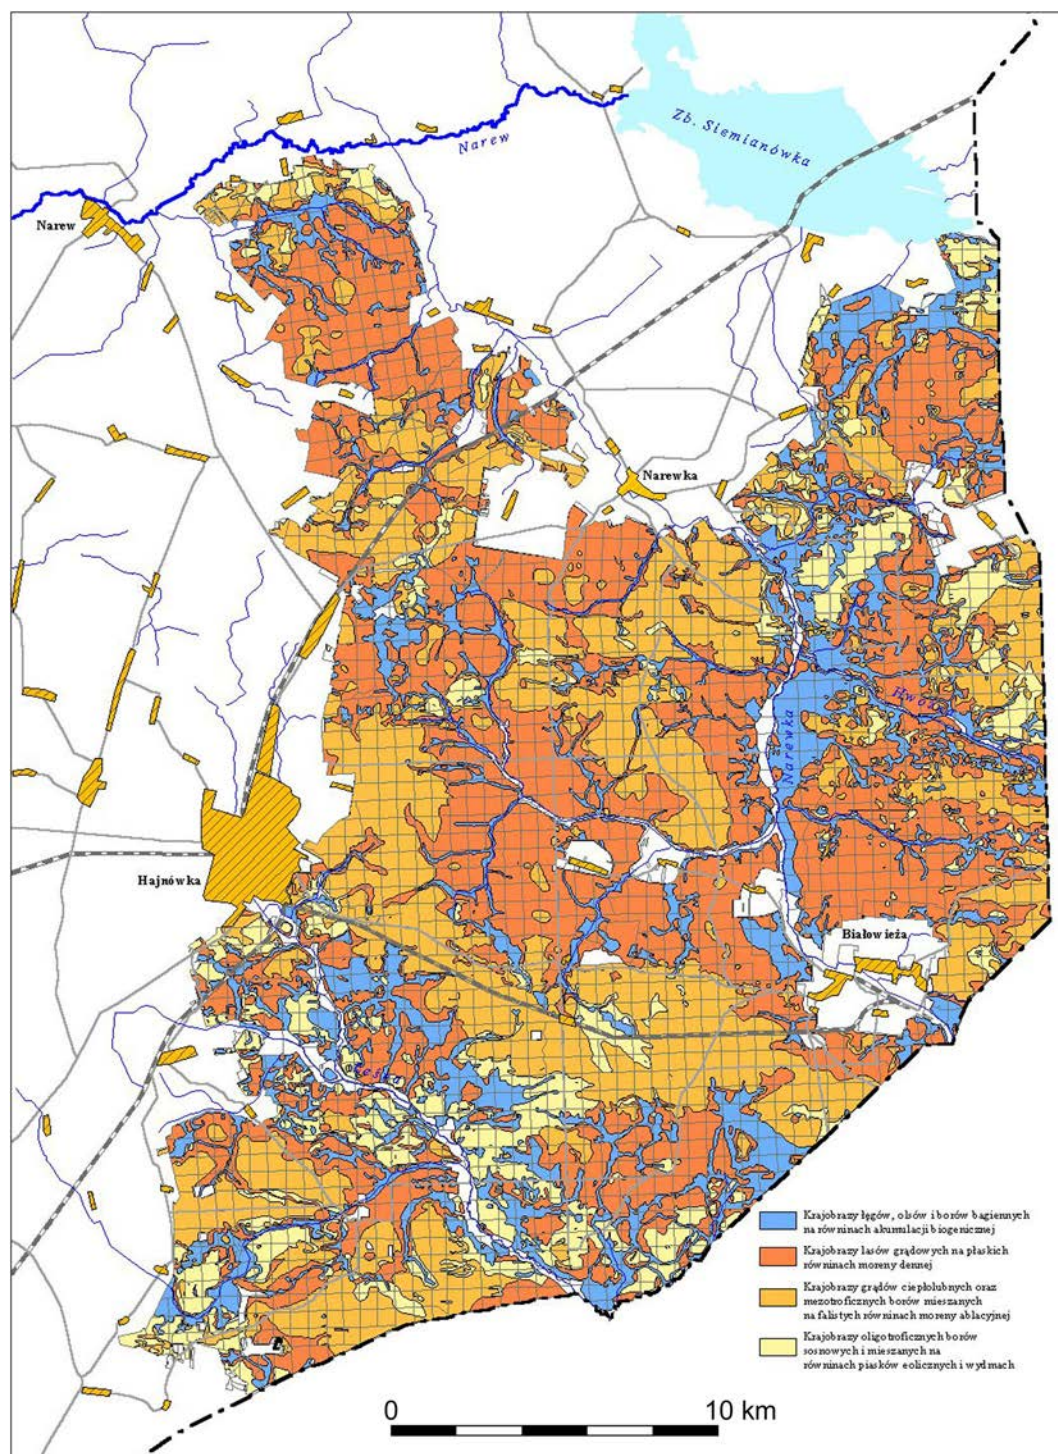 Zb. Siemianówka
Narew
Narew
Narewka
Hwoźna
Narewka
Hajnówka
Białowieża
Leśna
Krajobrazy łęgów, olsów i borów bagiennych
na równinach akumulacji biogenicznej
Krajobrazy lasów grądowych na płaskich
równinach moreny dennej
Krajobrazy grądów ciepłolubnych oraz
mezotroficznych borów mieszanych
na falistych równinach moreny ablacyjnej
Krajobrazy oligotroficznych borów
sosnowych i mieszanych na
równinach piasków eolicznych i wydmach
0 10 km